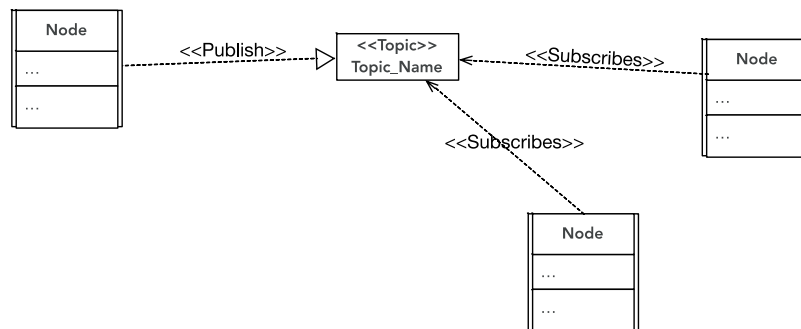 Node
...
...
<<Publish>>
<<Topic>>
Topic_Name
<<Subscribes>>
Node
...
...
<<Subscribes>>
Node
...
...